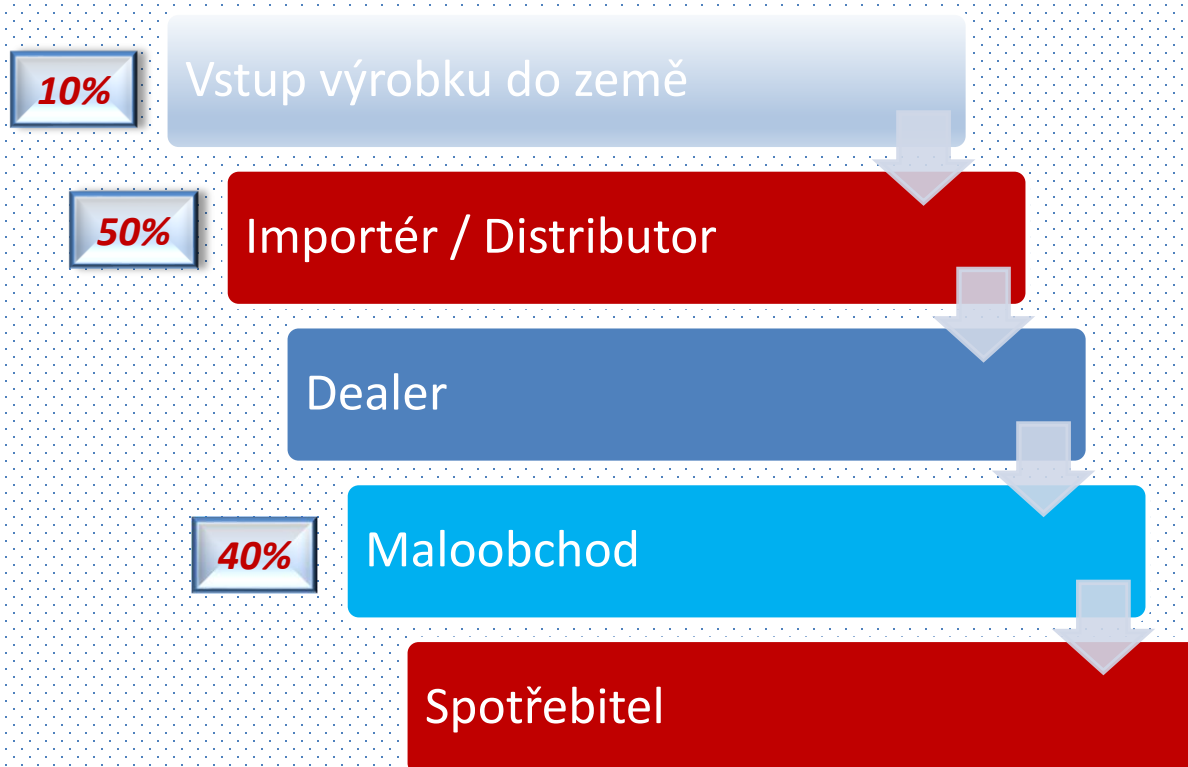 10%
Vstup výrobku do země
50%
Importér / Distributor
Dealer
40%
Maloobchod
Spotřebitel